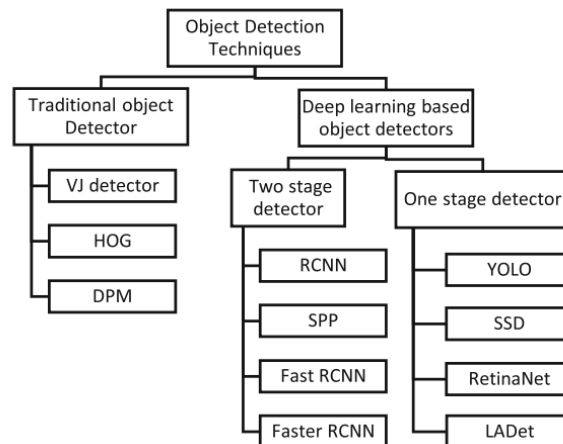 Object Detection
Techniques
Traditional object
Detector
Deep learning based
object detectors
VJ detector
HOG
DPM
Two stage
detector
One stage detector
RCNN
SPP
Fast RCNN
Faster RCNN
YOLO
SSD
RetinaNet
LADet